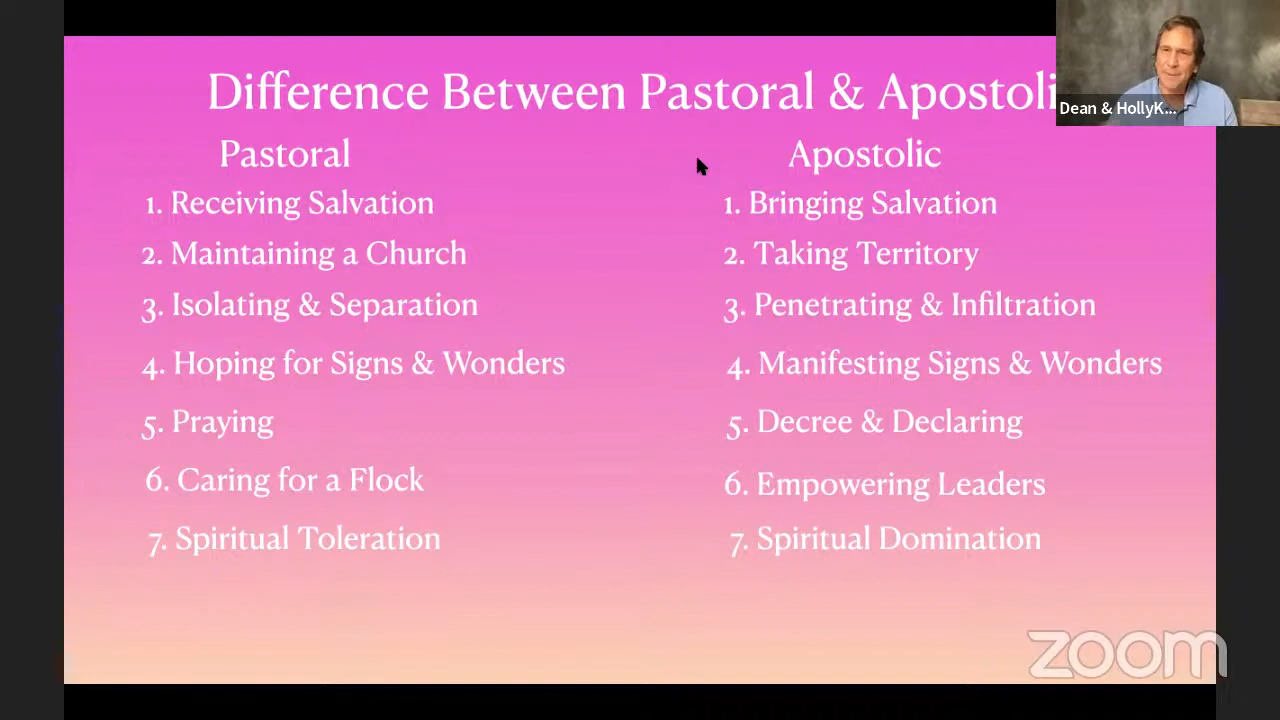 Difference Between Pastoral & Apostoli
Dean & HollyK...
Pastoral
1. Receiving Salvation
2. Maintaining a Church
3. Isolating & Separation
4. Hoping for Signs & Wonders
5. Praying
6. Caring for a Flock
7. Spiritual Toleration
Apostolic
1. Bringing Salvation
2. Taking Territory
3. Penetrating & Infiltration
4. Manifesting Signs & Wonders
5. Decree & Declaring
6. Empowering Leaders
7. Spiritual Domination
zoom